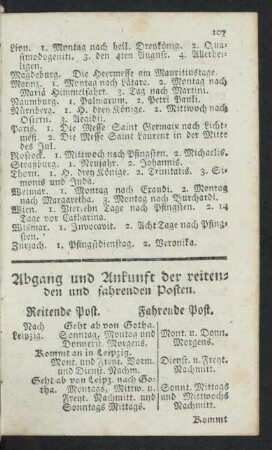 107
Lion. 1. Montag nach heil. Dreykönig. 2. Qua-
simodogeniti. 3. den 4ten August. 4. Allerhei-
ligen.
Magdeburg. Die Heermesse am Mauritiustage.
Maynz. 1. Montag nach Lätare. 2. Montag nach
Mariä Himmelfahrt. 3. Tag nach Martini.
Naumburg. 1. Palmarum. 2. Petri Pauli.
Nürnberg. 1. H. drey Könige. 2. Mittwoch nach
Ostern. 3. Aegidii.
Paris. 1. Die Messe Saint Germain nach Licht-
meß. 2. Die Messe Saint Laurent in der Mitte
des Jul.
Rostock. 1. Mittwoch nach Pfingsten. 2. Michaelis.
Strasburg. 1. Neujahr. 2. Johannis.
Thorn. 1. H. drey Könige. 2. Trinitatis. 3. Si-
monis und Juda.
Weimar. 1. Montag nach Exaudi. 2. Montag
nach Margaretha. 3. Montag nach Burchardi.
Wien. 1. Vierzehn Tage nach Pfingsten. 2. 14
Tage vor Catharina.
Wismar. 1. Invocavit. 2. Acht Tage nach Pfing-
sten.
Zurzach. 1. Pfingstdienstag. 2. Veronika.
Abgang und Ankunft der reiten-
den und fahrenden Posten.
Reitende Post. Fahrende Post.
Nach Geht ab von Gotha.
Leipzig. Sonntag, Montag und Mont. u. Donn.
Donnerst. Morgens. Morgens.
Kommt an in Leipzig.
Mont. und Freyt. Vorm. Dienst. u. Freyt.
und Dienst. Nachm. Nachmitt.
Geht ab von Leipz. nach Go-
tha. Montags, Mittw. u. Sonnt. Mittags
Freyt. Nachmitt. und und Mittwochs
Sonntags Mittags. Nachmitt.
Kommt